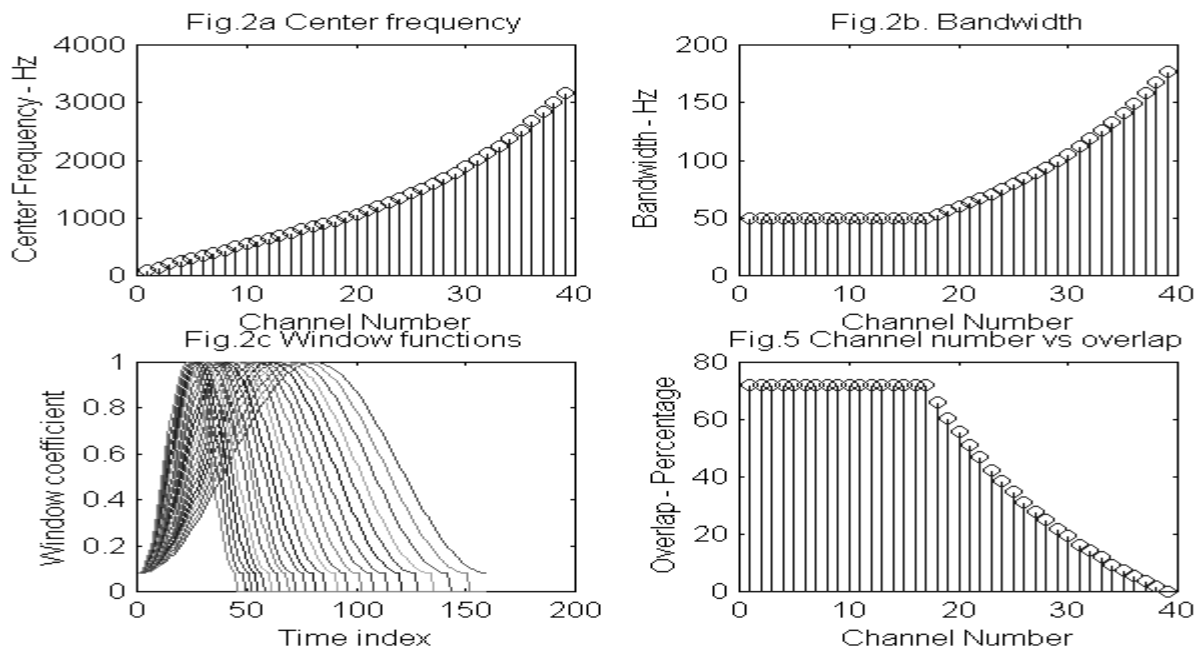 Fig.2a Center frequency
Center Frequency - Hz
4000
3000
2000
1000
0
0 10 20 30 40
Channel Number
Fig.2b. Bandwidth
Bandwidth - Hz
200
150
100
50
0
0 10 20 30 40
Channel Number
Fig.2c Window functions
Window coefficient
1
0.8
0.6
0.4
0.2
0
0 50 100 150 200
Time index
Fig.5 Channel number vs overlap
Overlap - Percentage
80
60
40
20
0
0 10 20 30 40
Channel Number